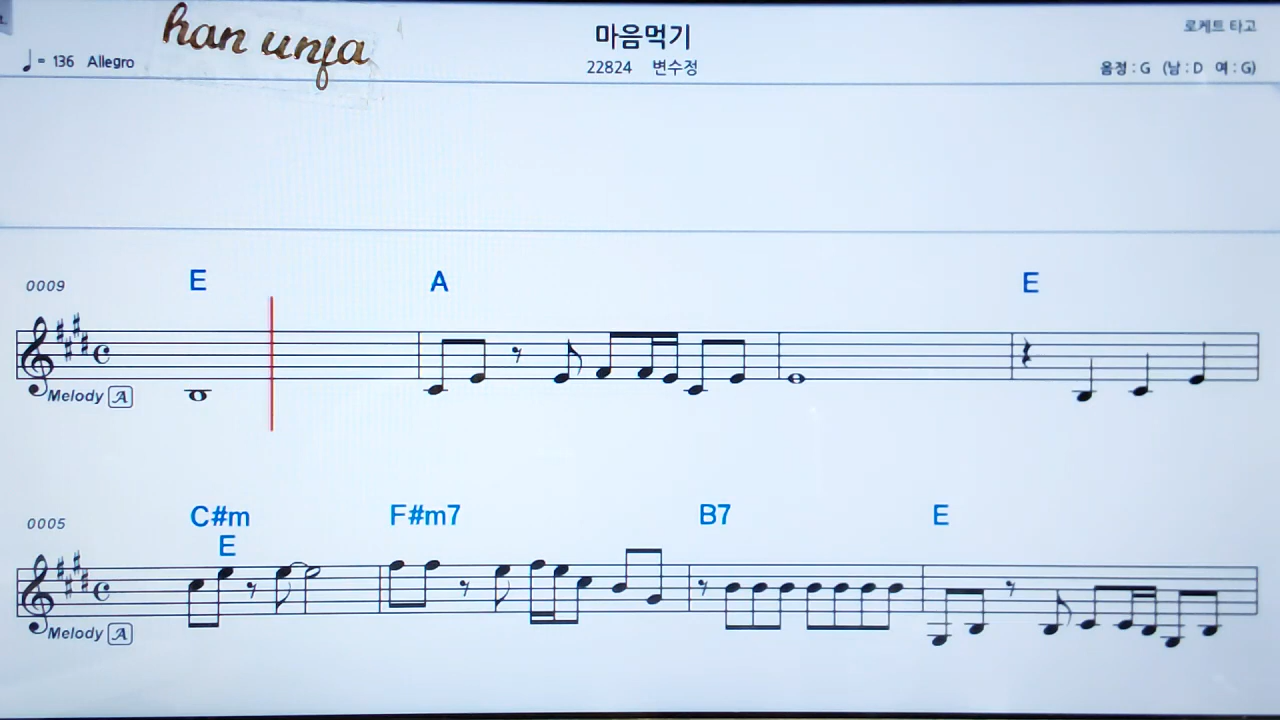 han unfa
마음먹기
로케트 타고
♩= 136 Allegro
22824 변수정
음정 : G (남 : D 여 : G)
E A E
0009
Melody A
C#m F#m7 B7 E
E
0005
Melody A